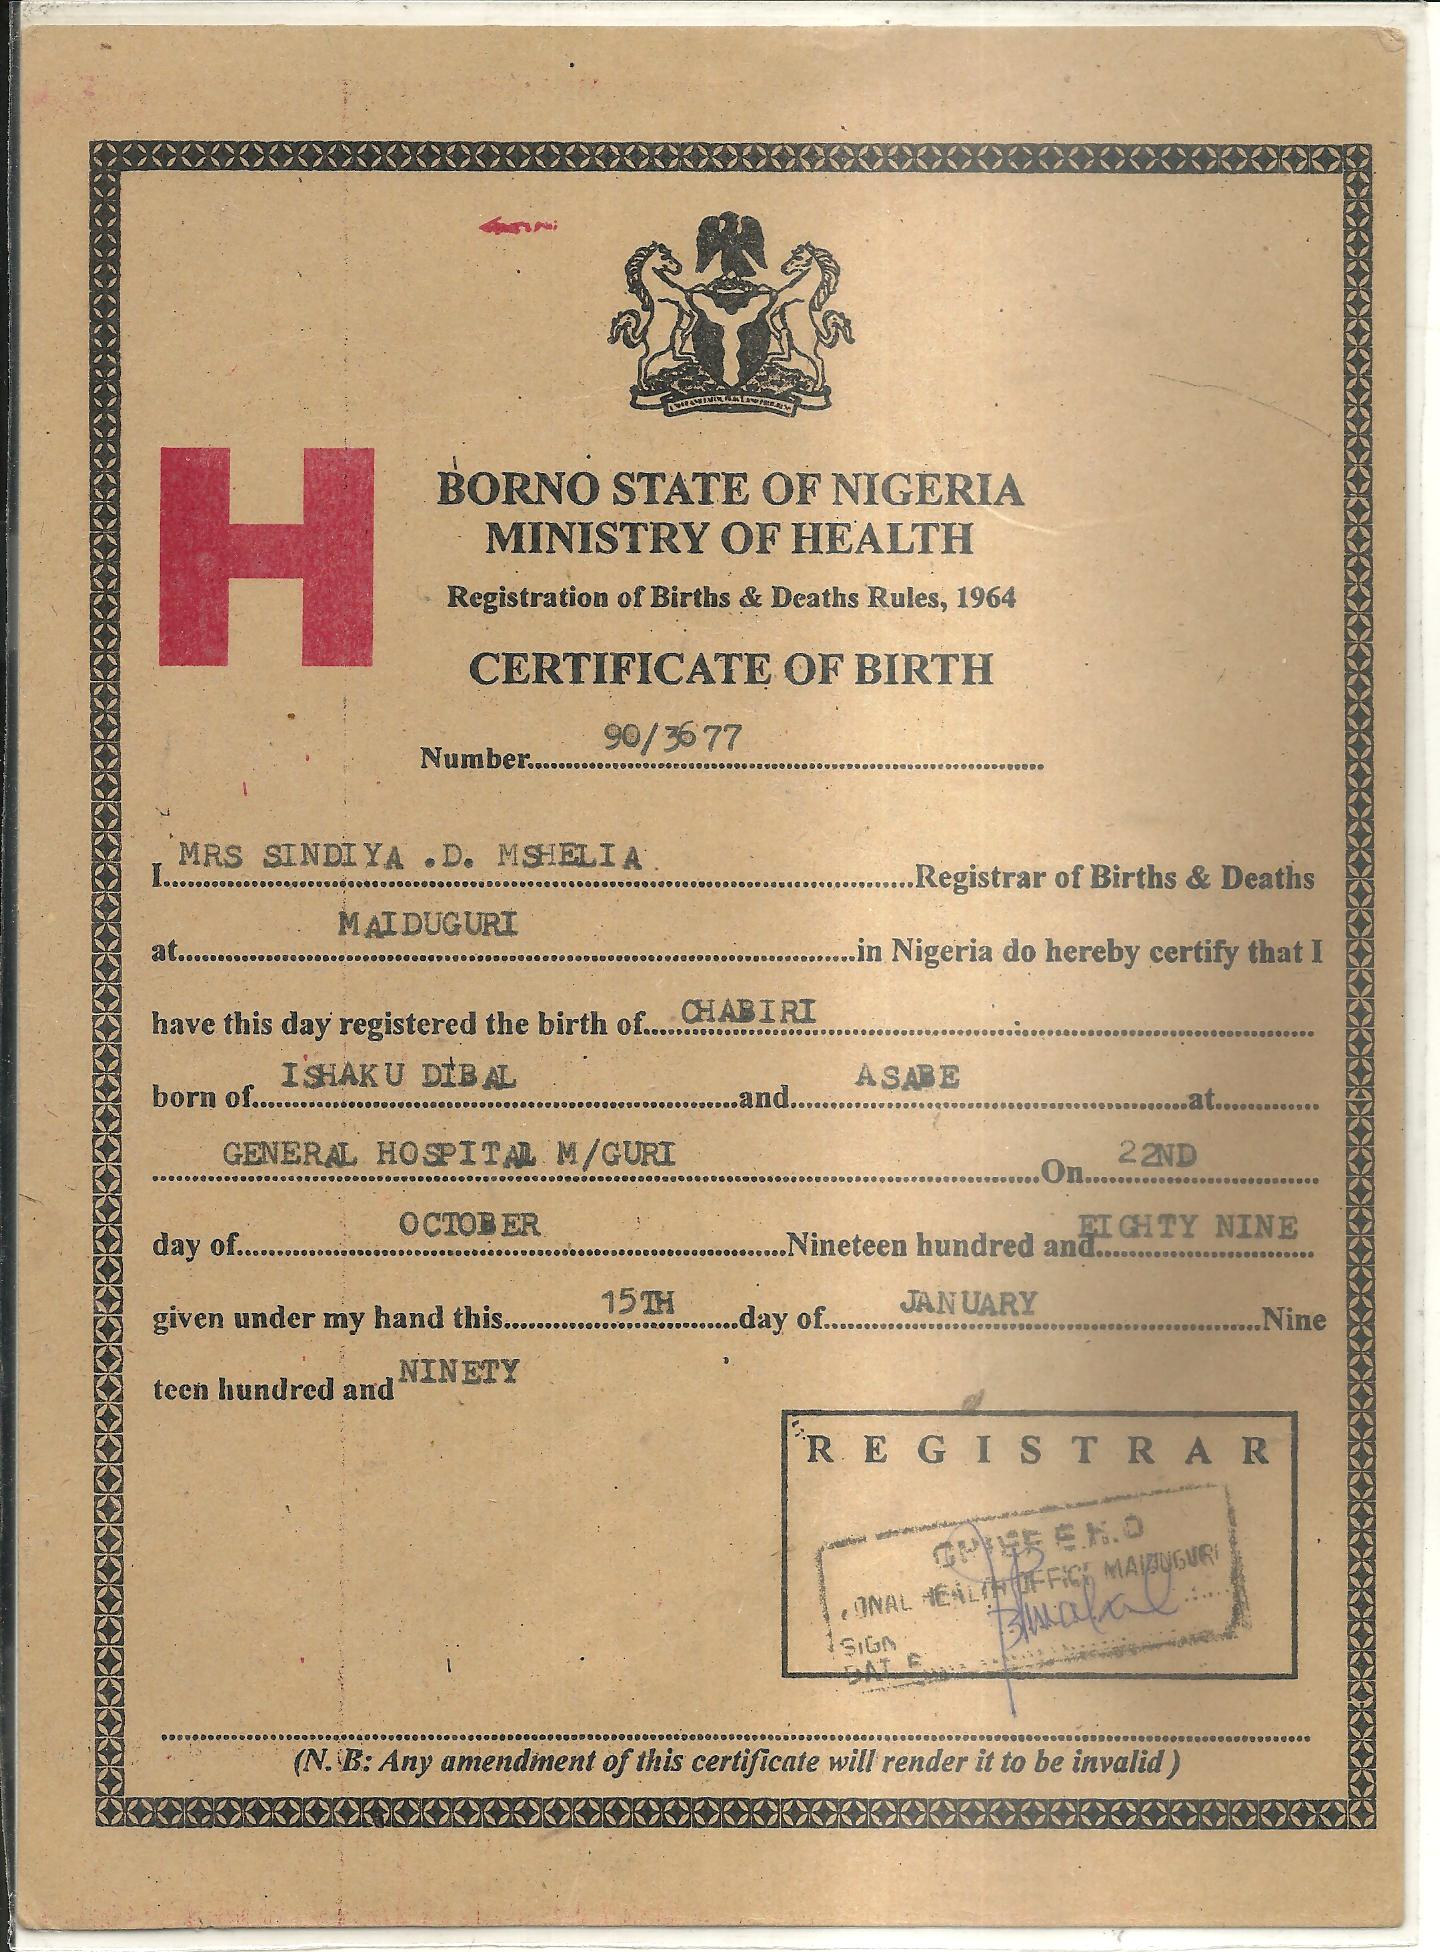 BORNO STATE OF NIGERIA
MINISTRY OF HEALTH
Registration of Births & Deaths Rules, 1964
CERTIFICATE OF BIRTH
Number 90/3677
H
I MRS SINDIYA .D. MSHELIA Registrar of Births & Deaths
at MAIDUGURI in Nigeria do hereby certify that I
have this day registered the birth of CHABIRI
born of ISHAKU DIBAL and ASABE at
GENERAL HOSPITAL M/GURI On 22ND
day of OCTOBER Nineteen hundred and EIGHTY NINE
given under my hand this 15TH day of JANUARY Nine
teen hundred and NINETY
REGISTRAR
E.H.O
ONAL HEALTH OFFICE MAIDUGURI
SIGN
DATE
(N. B: Any amendment of this certificate will render it to be invalid)